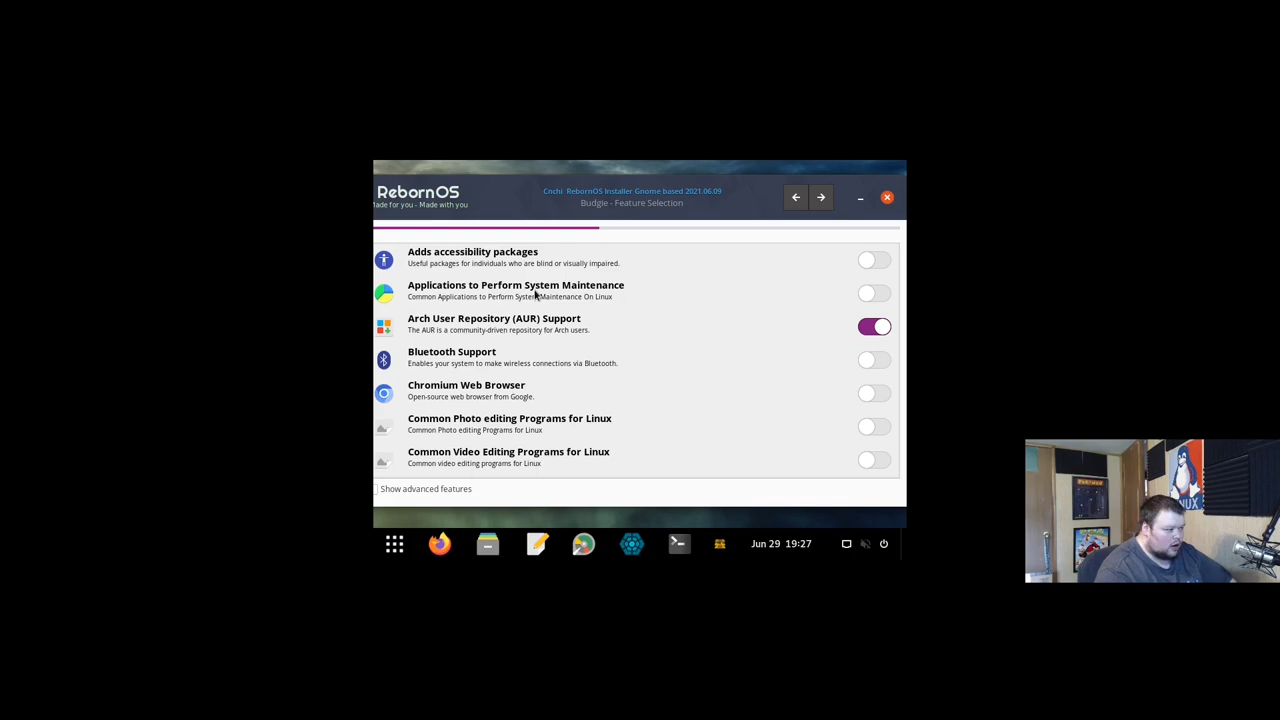 RebornOS
Made for you - Made with you
Cnchi RebornOS Installer Gnome based 2021.06.09
Budgie - Feature Selection
Adds accessibility packages
Useful packages for individuals who are blind or visually impaired.
Applications to Perform System Maintenance
Common Applications to Perform System Maintenance On Linux
Arch User Repository (AUR) Support
The AUR is a community-driven repository for Arch users.
Bluetooth Support
Enables your system to make wireless connections via Bluetooth.
Chromium Web Browser
Open-source web browser from Google.
Common Photo editing Programs for Linux
Common Photo editing Programs for Linux
Common Video Editing Programs for Linux
Common video editing programs for Linux
Show advanced features
Jun 29 19:27
PORTMAN
NUX